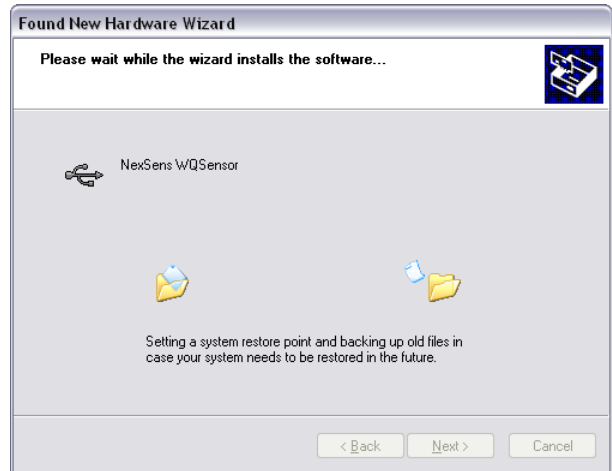 Found New Hardware Wizard
Please wait while the wizard installs the software...
NexSens WQSensor
Setting a system restore point and backing up old files in
case your system needs to be restored in the future.
< Back
Next >
Cancel